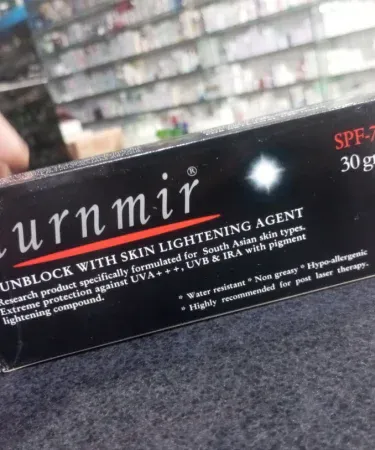 urnmir®
SPF-7
30 g
UNBLOCK WITH SKIN LIGHTENING AGENT
Research product specifically formulated for South Asian skin types.
Extreme protection against UVA+++, UVB & IRA with pigment
lightening compound.
* Water resistant * Non greasy * Hypo-allergenic
* Highly recommended for post laser therapy.